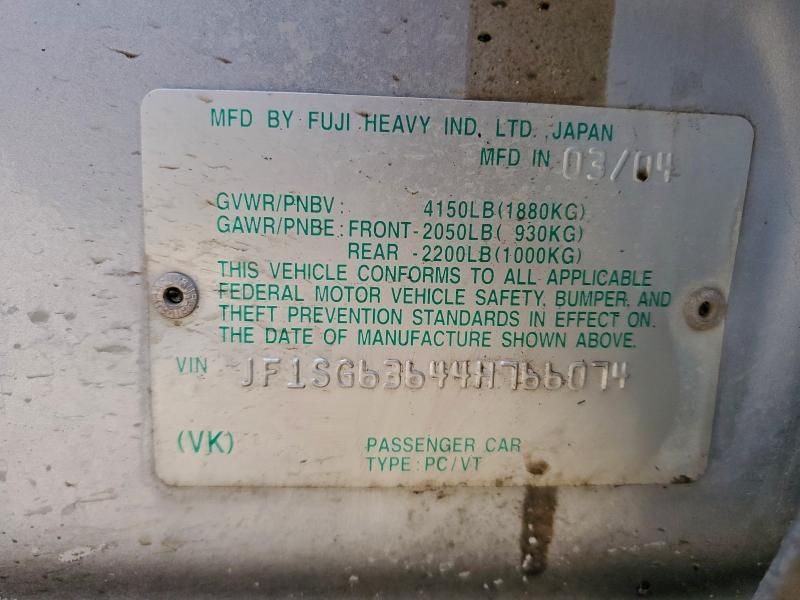 MFD BY FUJI HEAVY IND. LTD. JAPAN
MFD IN 03/04
GVWR/PNBV: 4150LB(1880KG)
GAWR/PNBE: FRONT-2050LB( 930KG)
REAR -2200LB(1000KG)
THIS VEHICLE CONFORMS TO ALL APPLICABLE
FEDERAL MOTOR VEHICLE SAFETY, BUMPER, AND
THEFT PREVENTION STANDARDS IN EFFECT ON
THE DATE OF MANUFACTURE SHOWN ABOVE.
VIN JF1SG63644H766074
(VK) PASSENGER CAR
TYPE: PC/VT